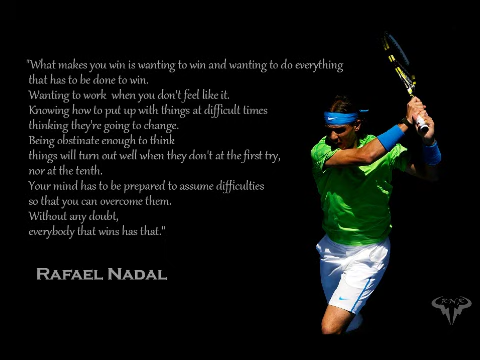 "What makes you win is wanting to win and wanting to do everything
that has to be done to win.
Wanting to work when you don't feel like it.
Knowing how to put up with things at difficult times
thinking they're going to change.
Being obstinate enough to think
things will turn out well when they don't at the first try,
nor at the tenth.
Your mind has to be prepared to assume difficulties
so that you can overcome them.
Without any doubt,
everybody that wins has that."
RAFAEL NADAL